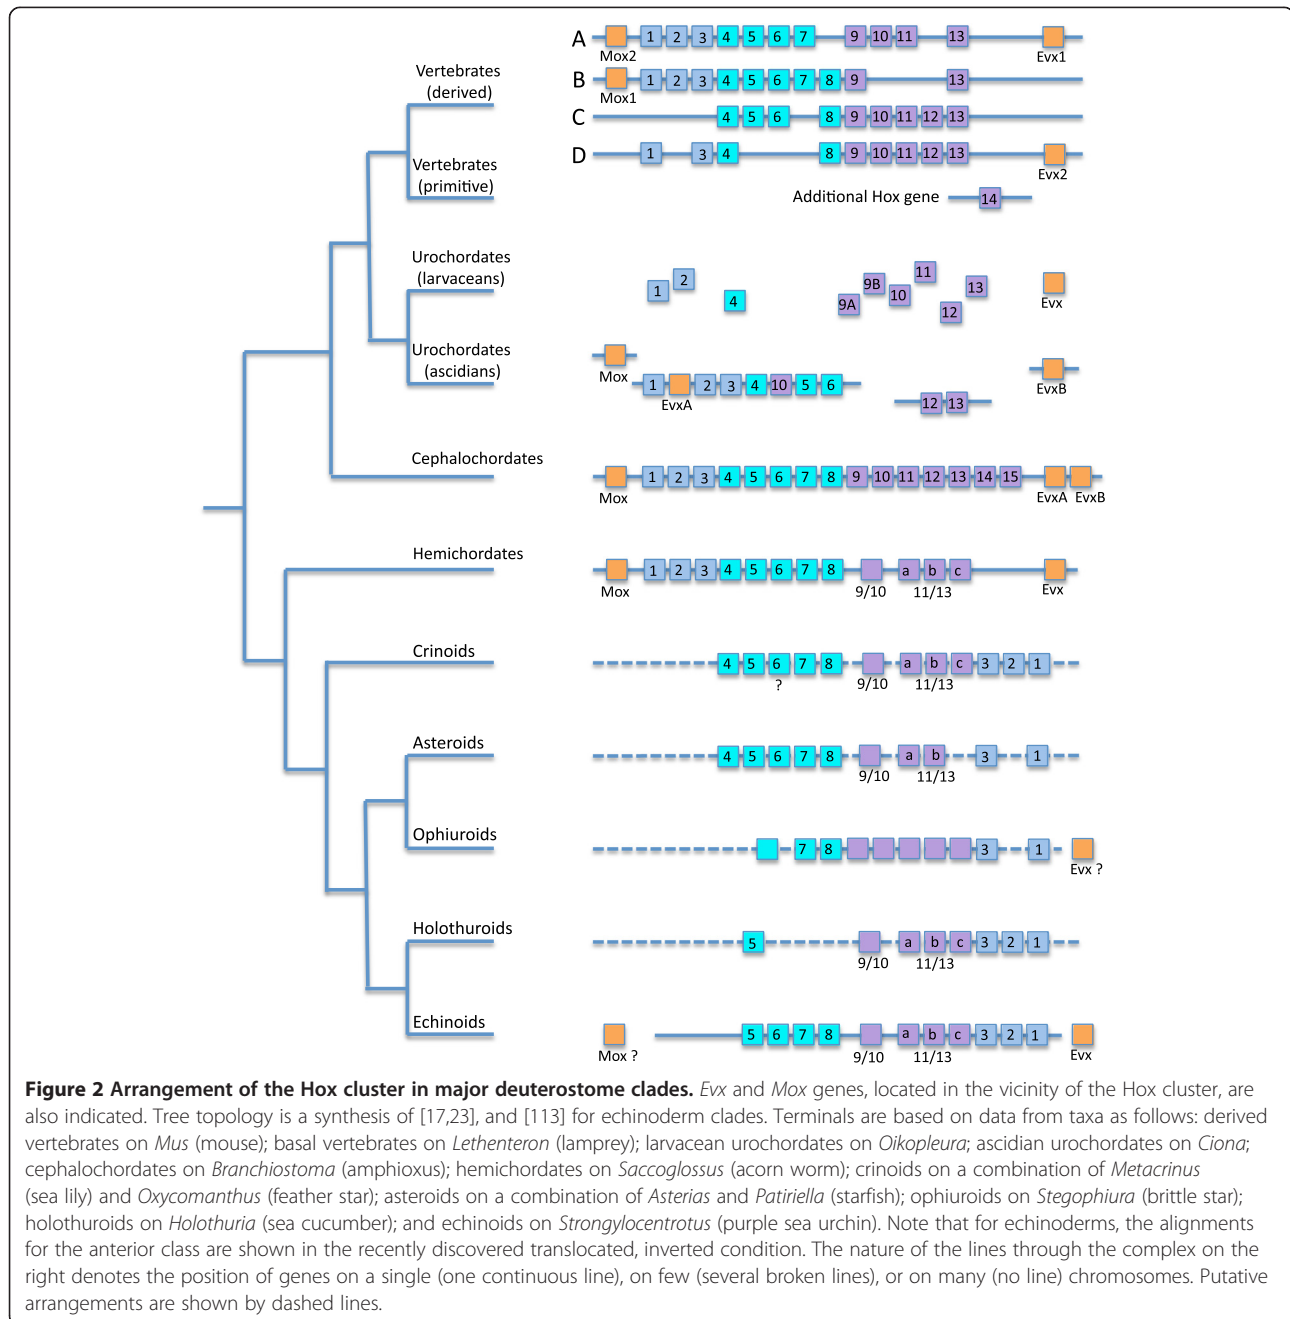 A 1 2 3 4 5 6 7 9 10 11 13
Mox2 Evx1
Vertebrates
(derived)
B 1 2 3 4 5 6 7 8 9 13
Mox1
C 4 5 6 8 9 10 11 12 13
D 1 3 4 8 9 10 11 12 13
Evx2
Vertebrates
(primitive)
Additional Hox gene 14
Urochordates
(larvaceans)
1 2 4 9A 9B 10 11 12 13
Evx
Urochordates
(ascidians)
Mox
1 2 3 4 10 5 6
EvxA
EvxB
12 13
Cephalochordates
1 2 3 4 5 6 7 8 9 10 11 12 13 14 15
Mox EvxA EvxB
Hemichordates
1 2 3 4 5 6 7 8 a b c
Mox 9/10 11/13 Evx
Crinoids
4 5 6 7 8 a b c 3 2 1
? 9/10 11/13
Asteroids
4 5 6 7 8 a b 3 1
9/10 11/13
Ophiuroids
7 8 3 1
Evx ?
Holothuroids
5 a b c 3 2 1
9/10 11/13
Echinoids
5 6 7 8 a b c 3 2 1
Mox ? 9/10 11/13 Evx
Figure 2 Arrangement of the Hox cluster in major deuterostome clades. Evx and Mox genes, located in the vicinity of the Hox cluster, are
also indicated. Tree topology is a synthesis of [17,23], and [113] for echinoderm clades. Terminals are based on data from taxa as follows: derived
vertebrates on Mus (mouse); basal vertebrates on Lethenteron (lamprey); larvacean urochordates on Oikopleura; ascidian urochordates on Ciona;
cephalochordates on Branchiostoma (amphioxus); hemichordates on Saccoglossus (acorn worm); crinoids on a combination of Metacrinus
(sea lily) and Oxycomanthus (feather star); asteroids on a combination of Asterias and Patiriella (starfish); ophiuroids on Stegophiura (brittle star);
holothuroids on Holothuria (sea cucumber); and echinoids on Strongylocentrotus (purple sea urchin). Note that for echinoderms, the alignments
for the anterior class are shown in the recently discovered translocated, inverted condition. The nature of the lines through the complex on the
right denotes the position of genes on a single (one continuous line), on few (several broken lines), or on many (no line) chromosomes. Putative
arrangements are shown by dashed lines.